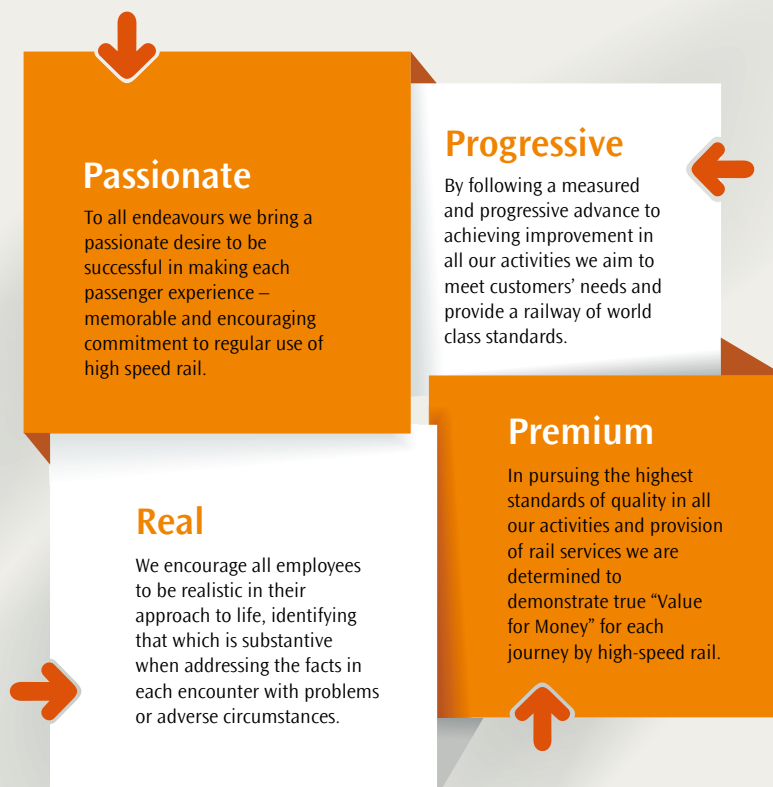 Passionate
To all endeavours we bring a
passionate desire to be
successful in making each
passenger experience –
memorable and encouraging
commitment to regular use of
high speed rail.
Progressive
By following a measured
and progressive advance to
achieving improvement in
all our activities we aim to
meet customers’ needs and
provide a railway of world
class standards.
Real
We encourage all employees
to be realistic in their
approach to life, identifying
that which is substantive
when addressing the facts in
each encounter with problems
or adverse circumstances.
Premium
In pursuing the highest
standards of quality in all
our activities and provision
of rail services we are
determined to
demonstrate true “Value
for Money” for each
journey by high-speed rail.